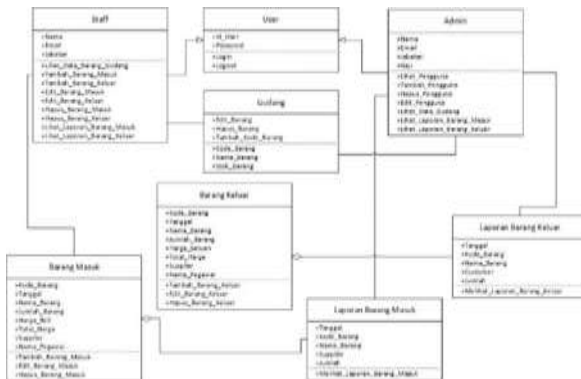 Staff
+Nama
+Email
+Jabatan
+Lihat_Data_Barang_Gudang
+Tambah_Barang_Masuk
+Tambah_Barang_Keluar
+Edit_Barang_Masuk
+Edit_Barang_Keluar
+Hapus_Barang_Masuk
+Hapus_Barang_Keluar
+Lihat_Laporan_Barang_Masuk
+Lihat_Laporan_Barang_Keluar
User
+Id_User
+Password
+Login
+Logout
Admin
+Nama
+Email
+Jabatan
+Lihat_Pengguna
+Tambah_Pengguna
+Hapus_Pengguna
+Edit_Pengguna
+Lihat_Data_Gudang
+Lihat_Laporan_Barang_Masuk
+Lihat_Laporan_Barang_Keluar
Gudang
+Edit_Barang
+Hapus_Barang
+Tambah_Kode_Barang
+Kode_Barang
+Nama_Barang
+Stok_Barang
Barang Keluar
+Kode_Barang
+Tanggal
+Nama_Barang
+Jumlah_Barang
+Harga_Satuan
+Total_Harga
+Supplier
+Nama_Pegawai
+Tambah_Barang_Keluar
+Edit_Barang_Keluar
+Hapus_Barang_Keluar
Laporan Barang Keluar
+Tanggal
+Kode_Barang
+Nama_Barang
+Customer
+Jumlah
+Melihat_Laporan_Barang_Keluar
Barang Masuk
+Kode_Barang
+Tanggal
+Nama_Barang
+Jumlah_Barang
+Harga_Beli
+Total_Harga
+Supplier
+Nama_Pegawai
+Tambah_Barang_Masuk
+Edit_Barang_Masuk
+Hapus_Barang_Masuk
Laporan Barang Masuk
+Tanggal
+Kode_Barang
+Nama_Barang
+Supplier
+Jumlah
+Melihat_Laporan_Barang_Masuk